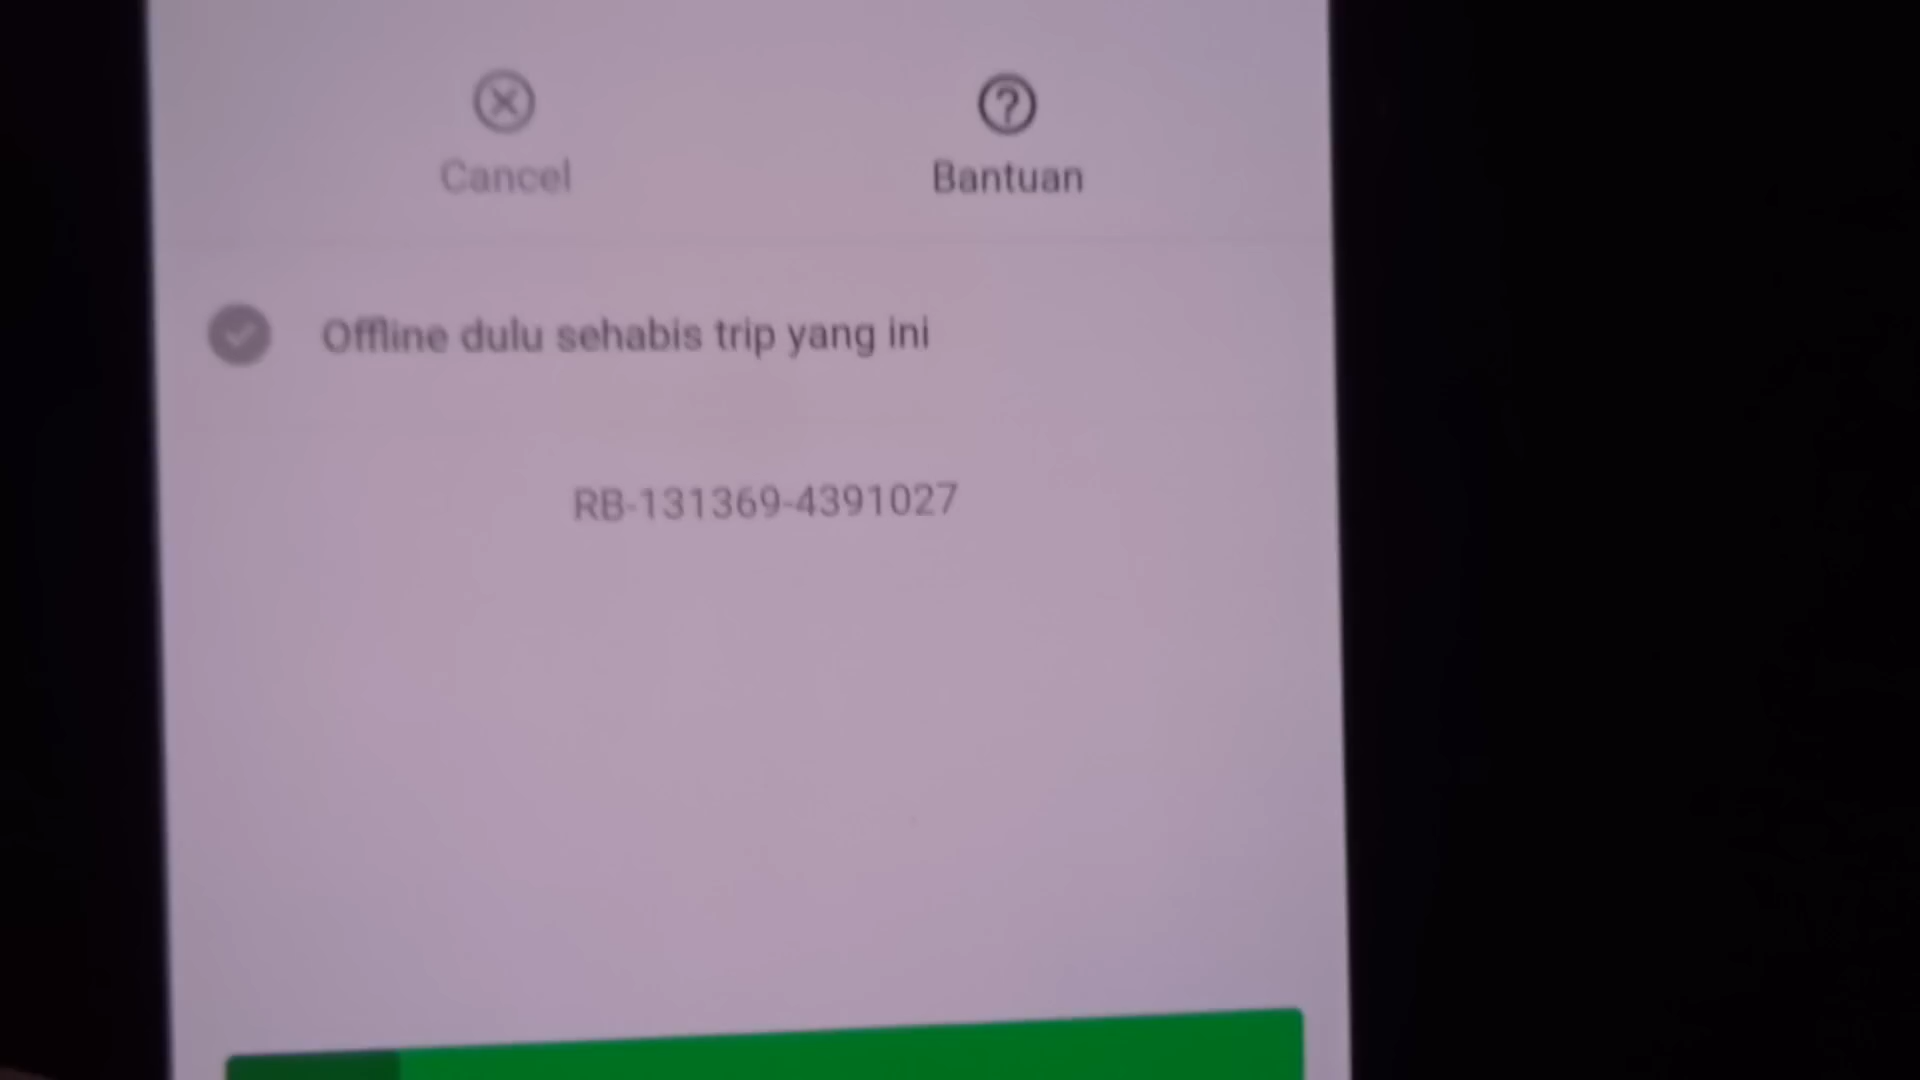 Cancel
Bantuan
Offline dulu sehabis trip yang ini
RB-131369-4391027